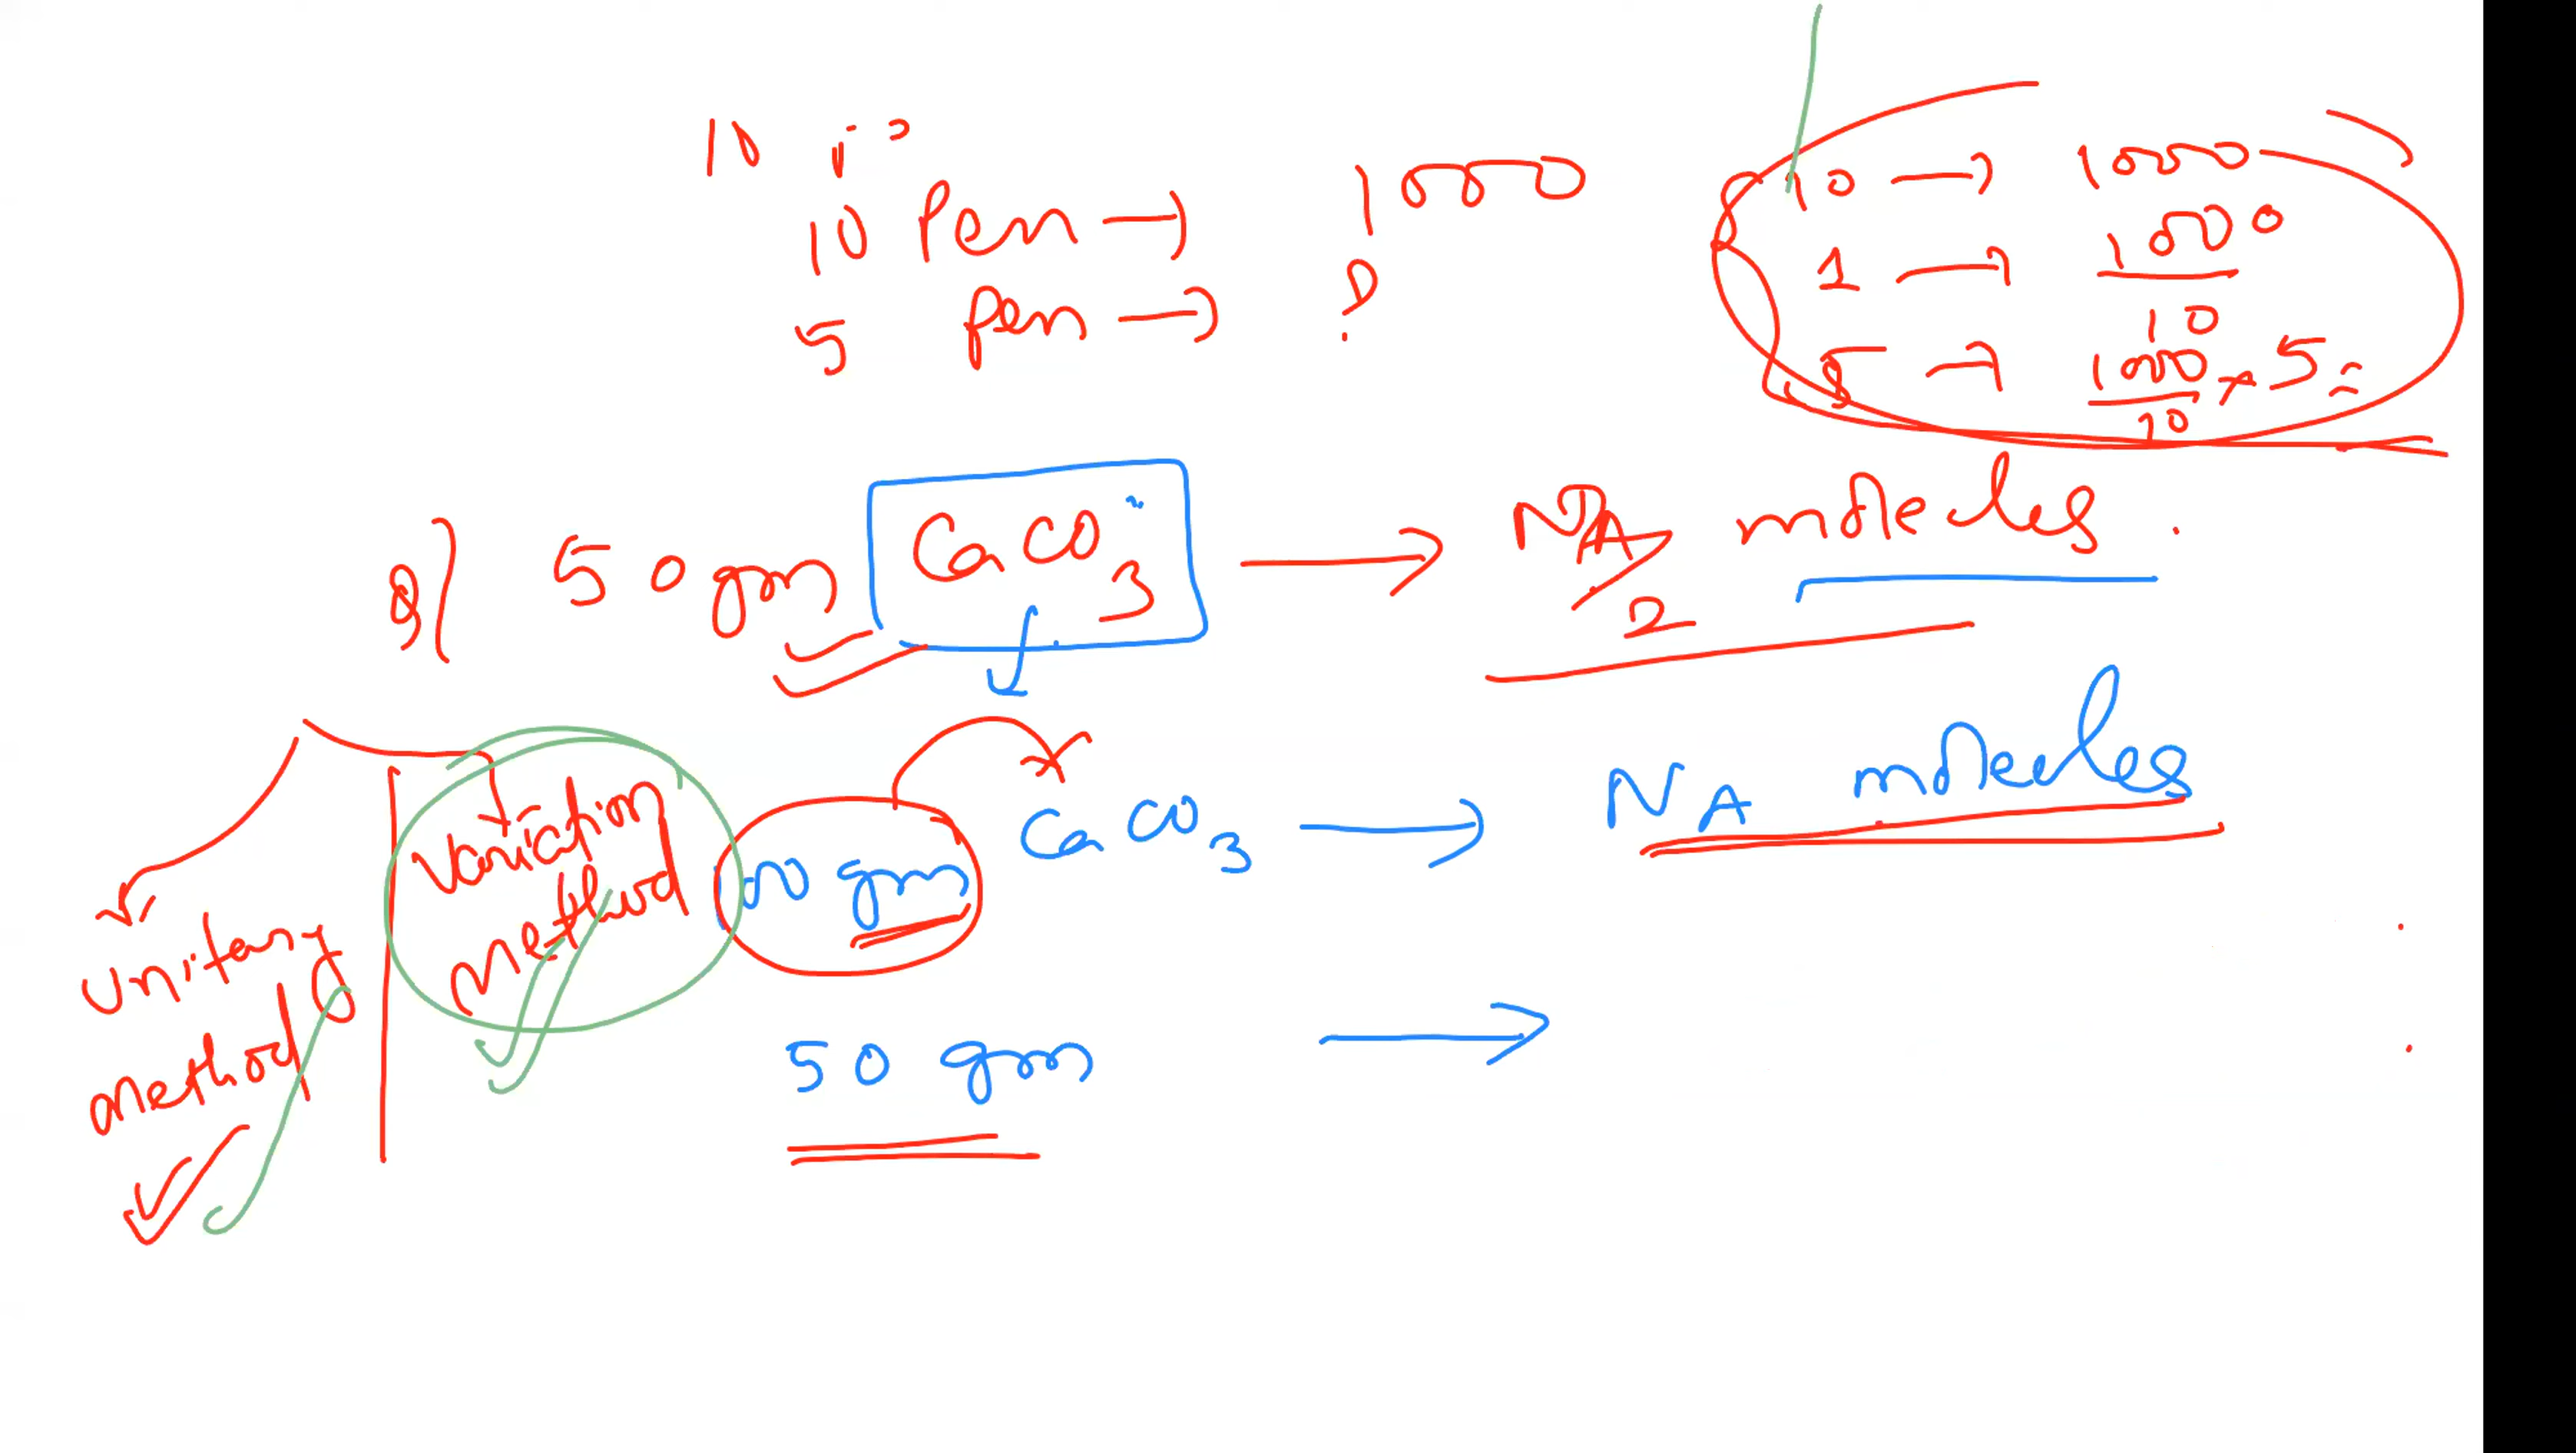 10
10 Pen → 1000
5 Pen → ?
10 → 1000
1 → 1000/10
5 → 1000/10 × 5 =
Q) 50 gm CaCO3 → NA/2 molecules.
CaCO3 → NA molecules
100 gm
50 gm →
Variation
Method
Unitary
Method